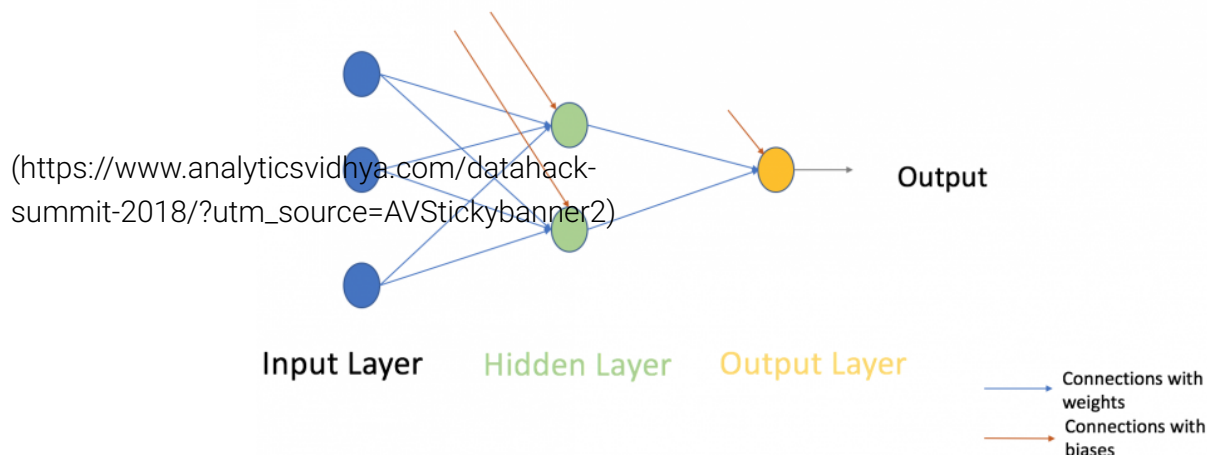 (https://www.analyticsvidhya.com/datahack-
summit-2018/?utm_source=AVStickybanner2)
Output
Input Layer
Hidden Layer
Output Layer
Connections with
weights
Connections with
biases